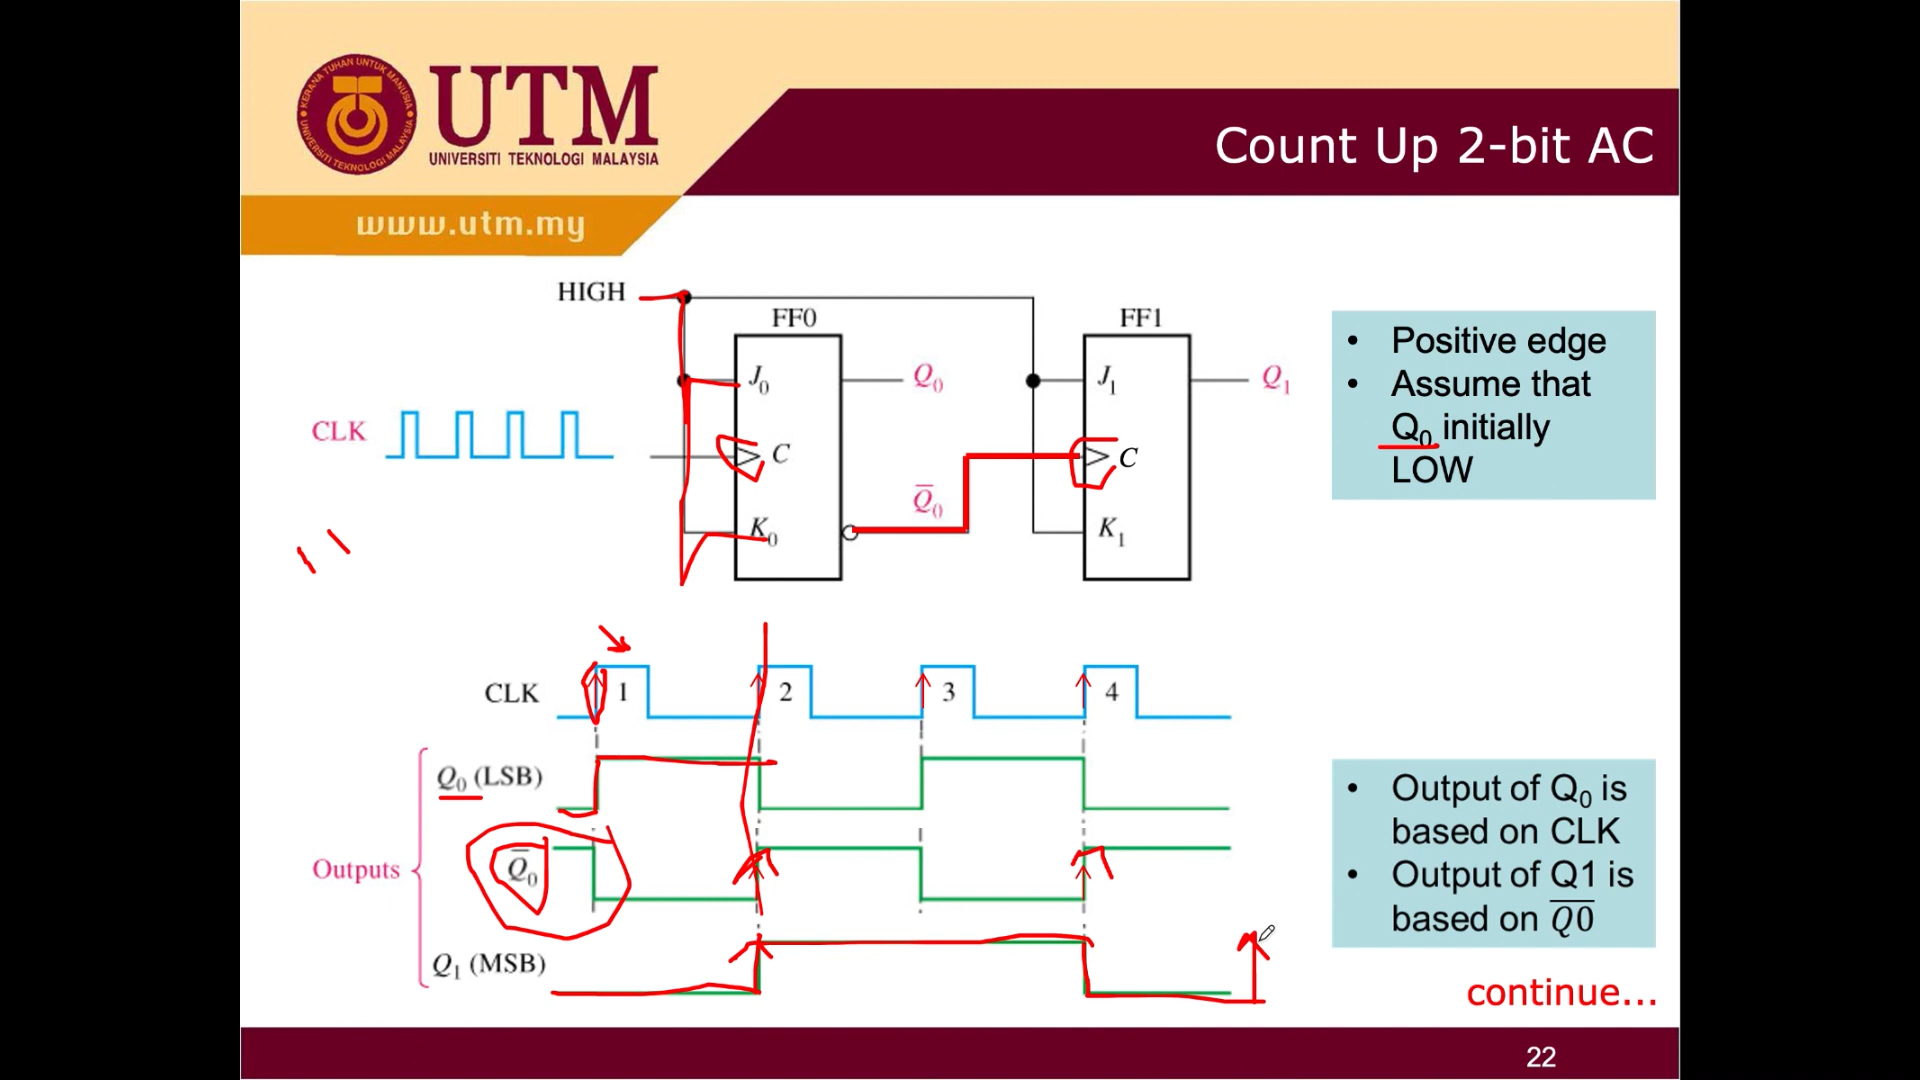 KERANA TUHAN UNTUK MANUSIA
UNIVERSITI TEKNOLOGI MALAYSIA
UTM
UNIVERSITI TEKNOLOGI MALAYSIA
www.utm.my
Count Up 2-bit AC
HIGH
FF0
FF1
J0
Q0
J1
Q1
CLK
C
C
Q̅0
K0
K1
• Positive edge
• Assume that
Q0 initially
LOW
CLK
1
2
3
4
Q0 (LSB)
Outputs
Q̅0
Q1 (MSB)
• Output of Q0 is
based on CLK
• Output of Q1 is
based on Q̅0̅
continue...
22